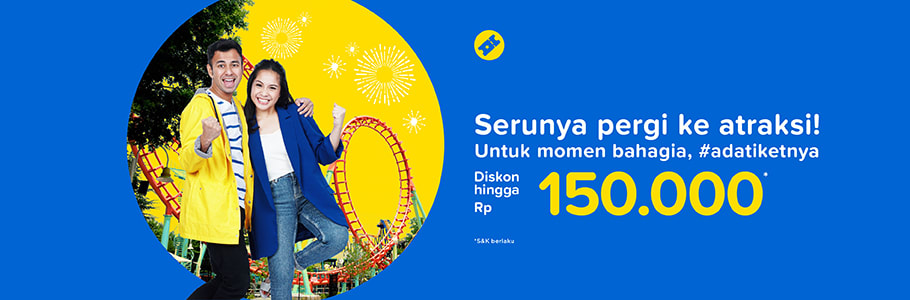 Serunya pergi ke atraksi!
Untuk momen bahagia, #adatiketnya
Diskon
hingga
Rp 150.000*
*S&K berlaku